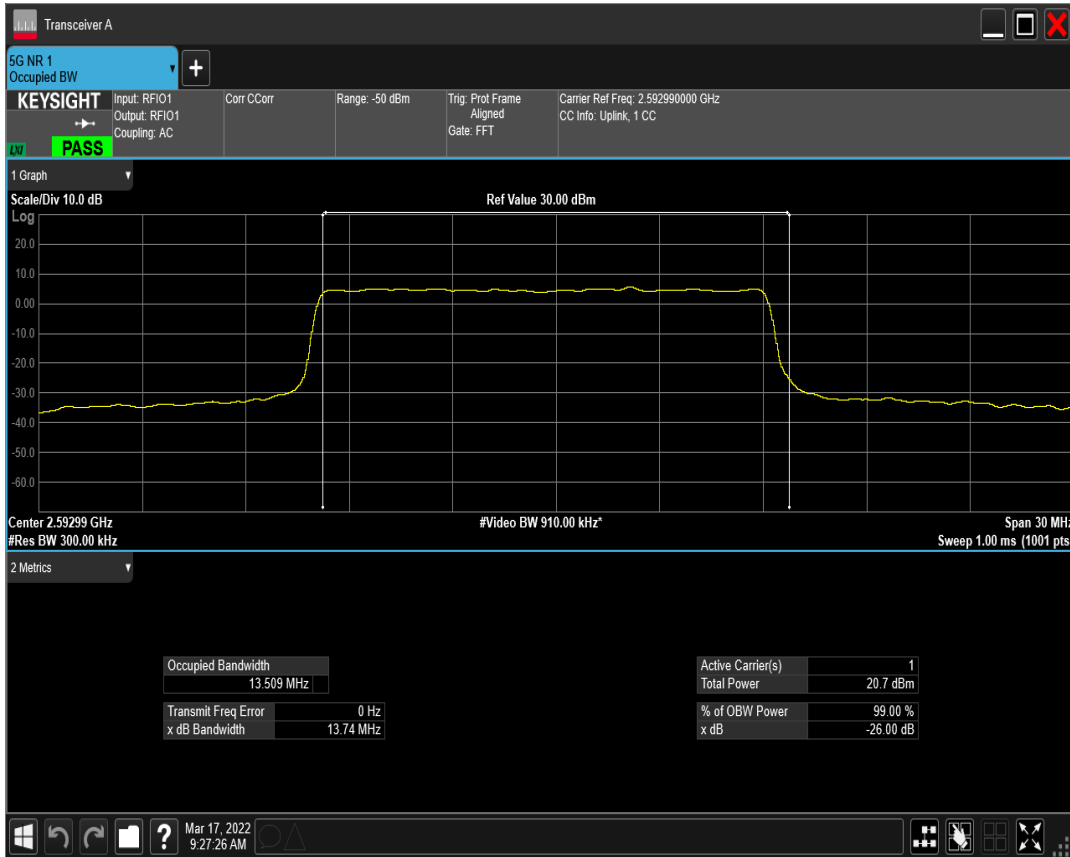 Transceiver A
5G NR 1
Occupied BW
KEYSIGHT
LXI
PASS
Input: RFIO1
Output: RFIO1
Coupling: AC
Corr CCorr
Range: -50 dBm
Trig: Prot Frame
Aligned
Gate: FFT
Carrier Ref Freq: 2.592990000 GHz
CC Info: Uplink, 1 CC
1 Graph
Scale/Div 10.0 dB
Ref Value 30.00 dBm
Log
20.0
10.0
0.00
-10.0
-20.0
-30.0
-40.0
-50.0
-60.0
Center 2.59299 GHz
#Video BW 910.00 kHz*
Span 30 MHz
#Res BW 300.00 kHz
Sweep 1.00 ms (1001 pts
2 Metrics
Occupied Bandwidth
13.509 MHz
Transmit Freq Error 0 Hz
x dB Bandwidth 13.74 MHz
Active Carrier(s) 1
Total Power 20.7 dBm
% of OBW Power 99.00 %
x dB -26.00 dB
?
Mar 17, 2022
9:27:26 AM